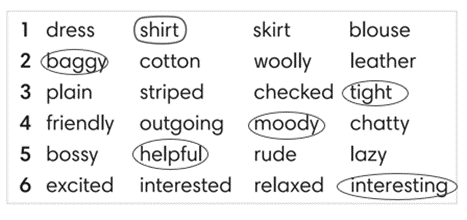 1 dress shirt skirt blouse
2 baggy cotton woolly leather
3 plain striped checked tight
4 friendly outgoing moody chatty
5 bossy helpful rude lazy
6 excited interested relaxed interesting